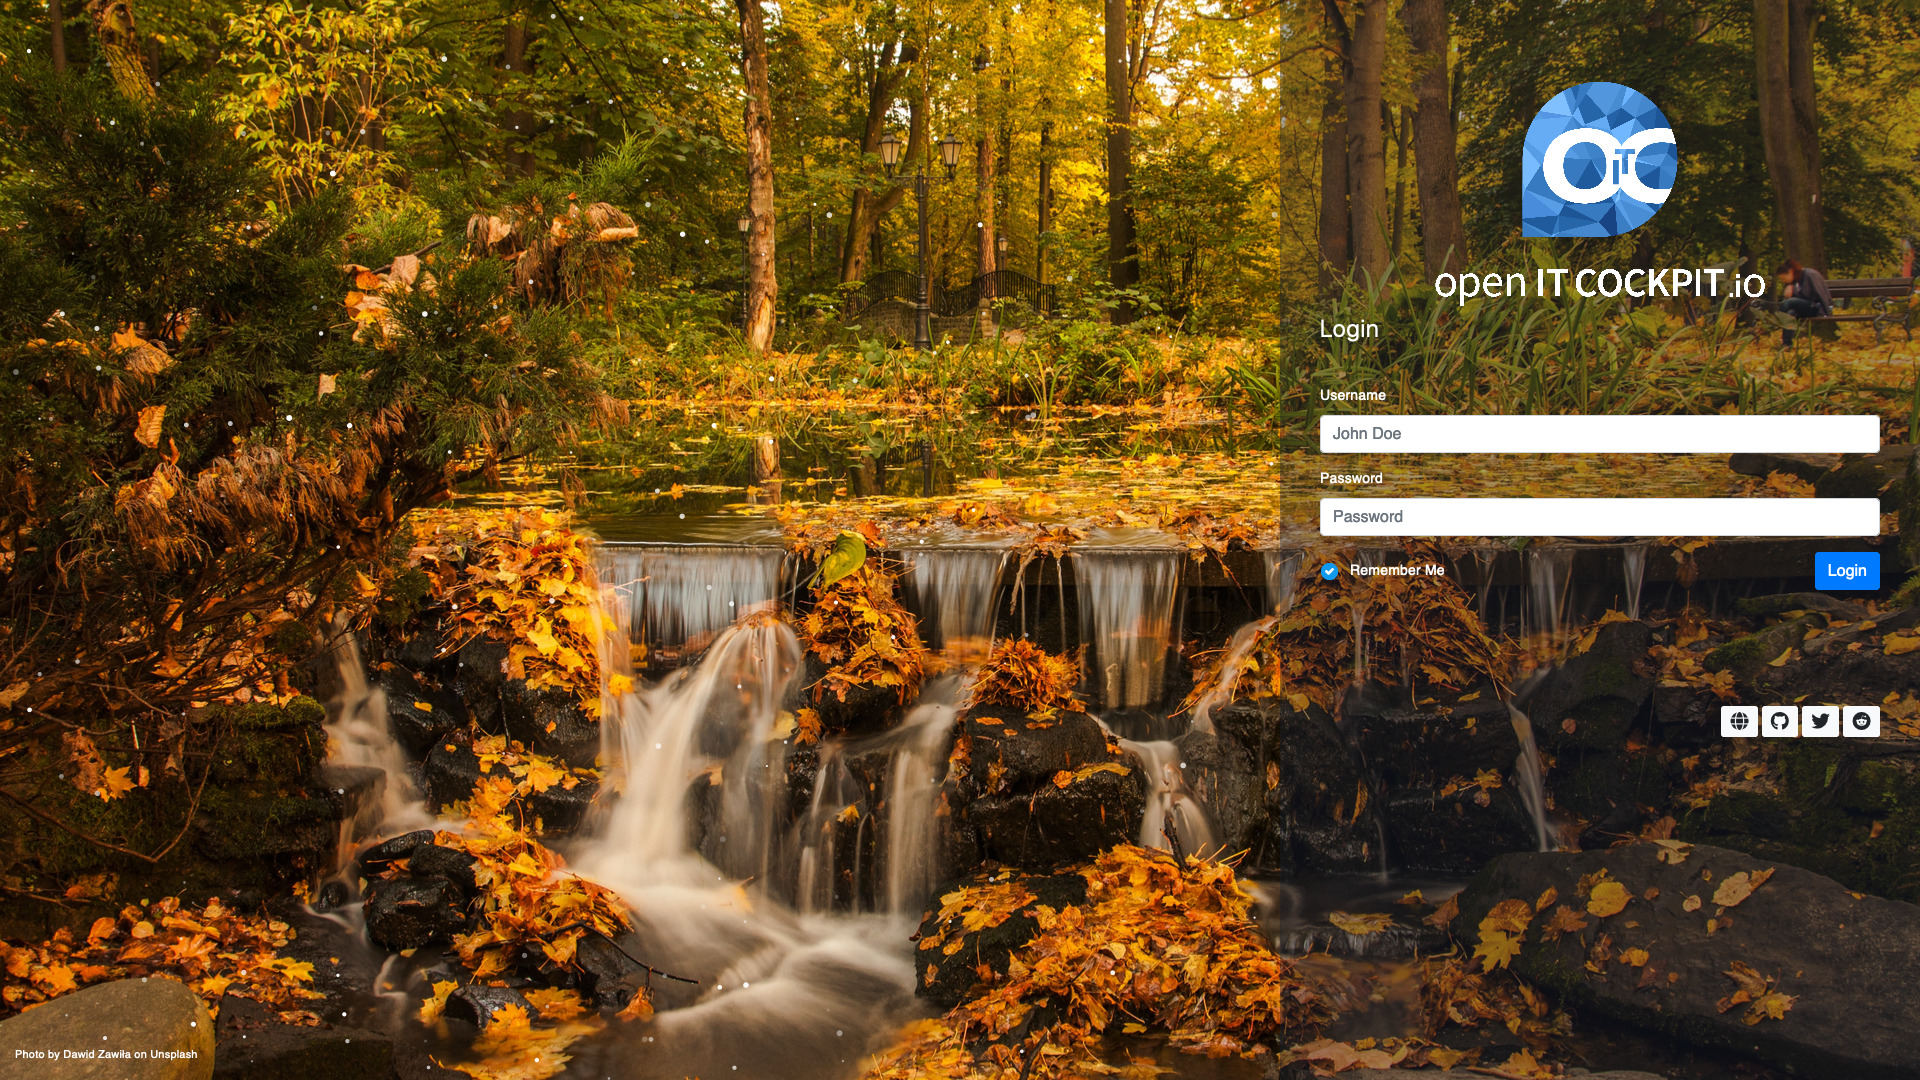 OITC
open IT COCKPIT.io
Login
Username
John Doe
Password
Password
Remember Me
Login
Photo by Dawid Zawiła on Unsplash